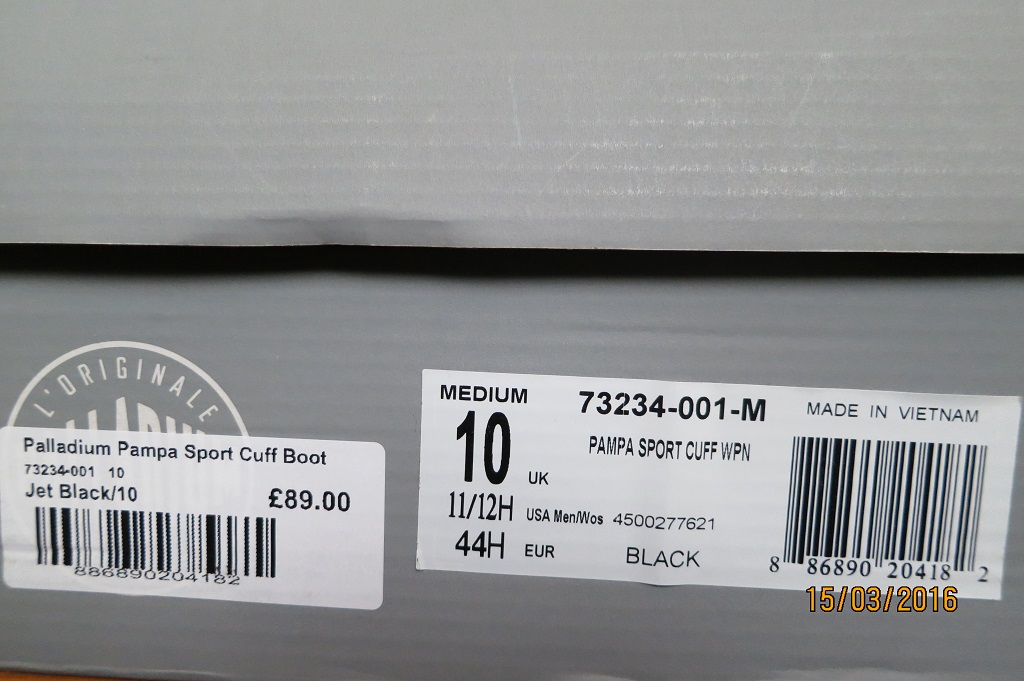 L'ORIGINALE
Palladium Pampa Sport Cuff Boot
73234-001 10
Jet Black/10
£89.00
886890204182
MEDIUM
10 UK
11/12H USA Men/Wos
44H EUR
73234-001-M
PAMPA SPORT CUFF WPN
4500277621
BLACK
MADE IN VIETNAM
8 86890 20418 2
15/03/2016